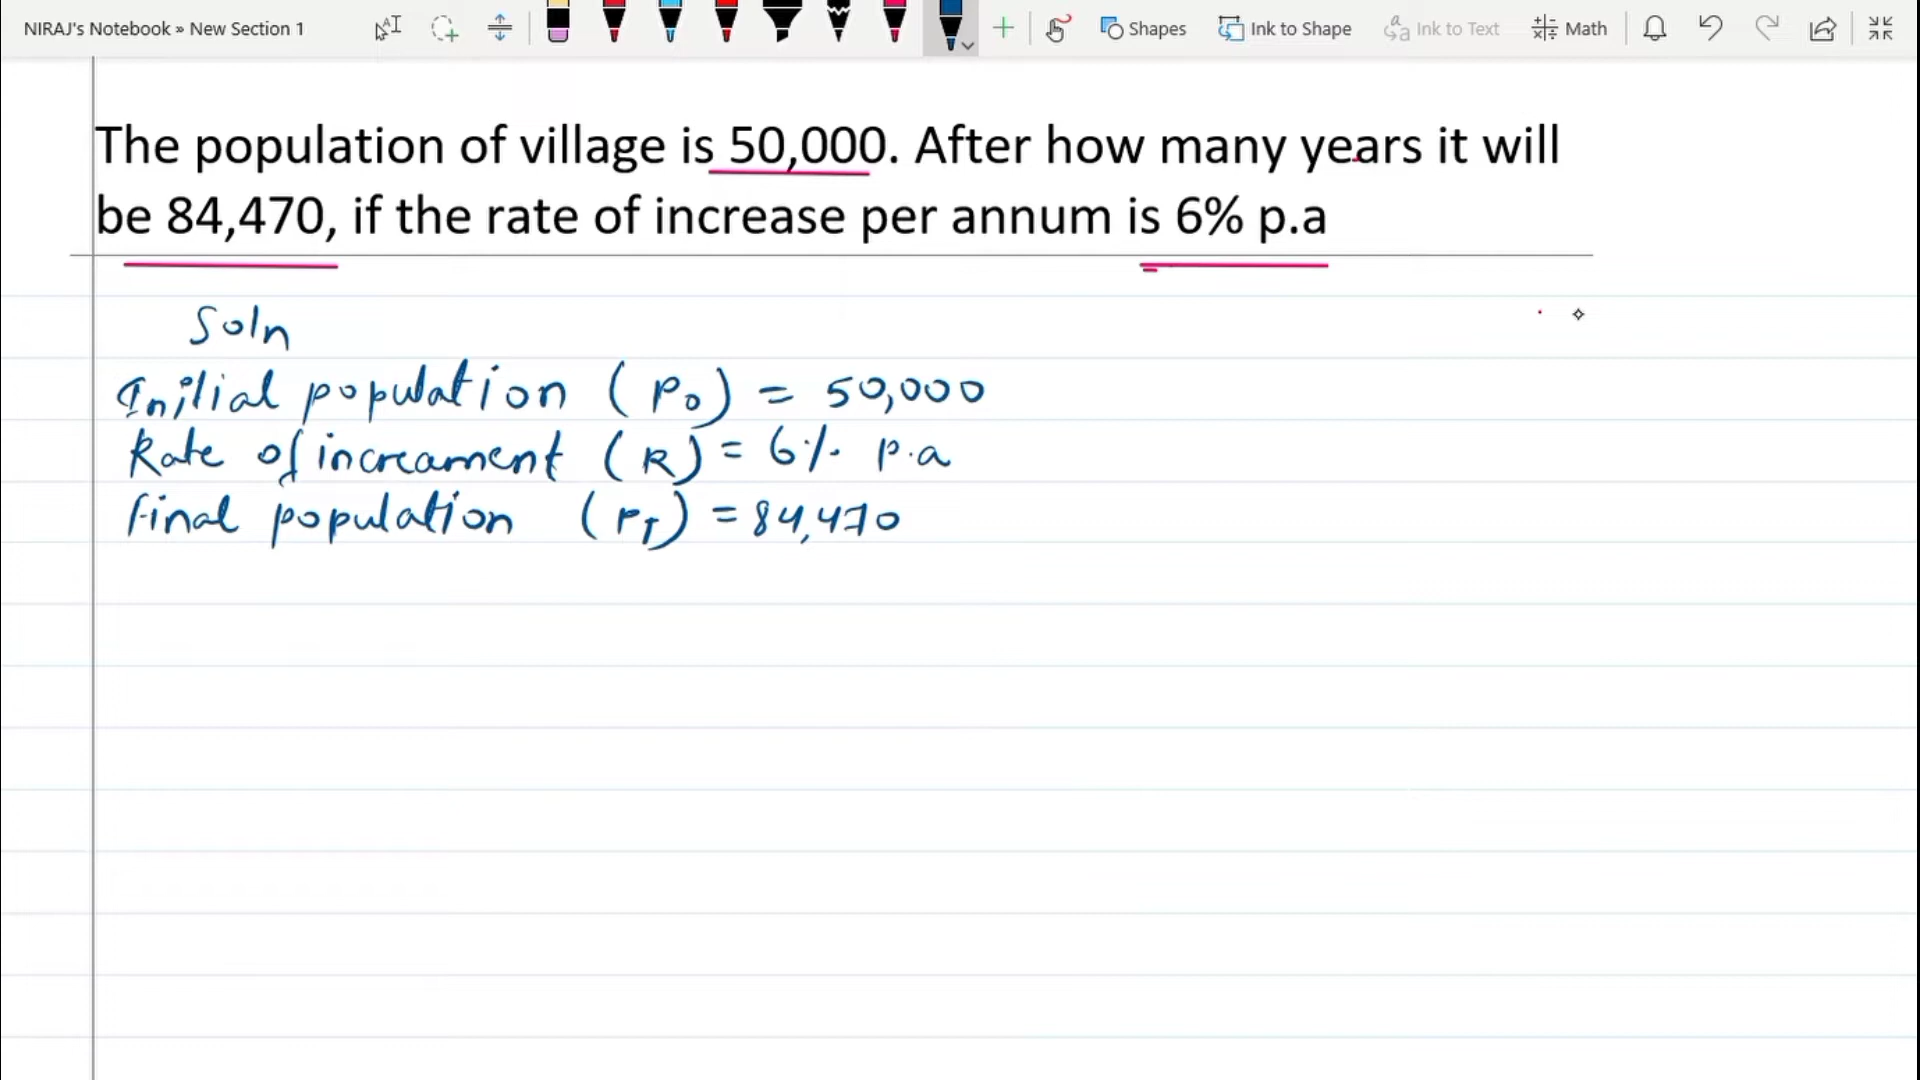 NIRAJ's Notebook » New Section 1 Shapes Ink to Shape Ink to Text Math
The population of village is 50,000. After how many years it will
be 84,470, if the rate of increase per annum is 6% p.a
Soln
Initial population (P₀) = 50,000
Rate of increament (R) = 6% p.a
Final population (P_T) = 84,470